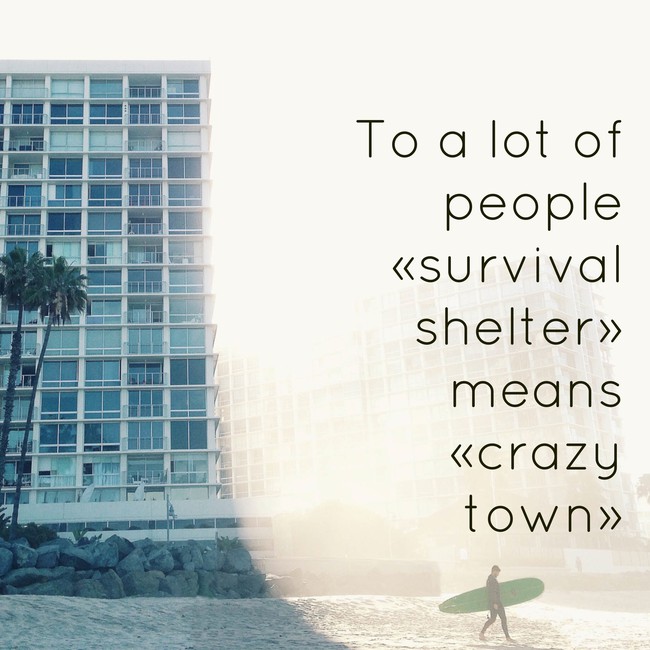 To a lot of
people
«survival
shelter»
means
«crazy
town»